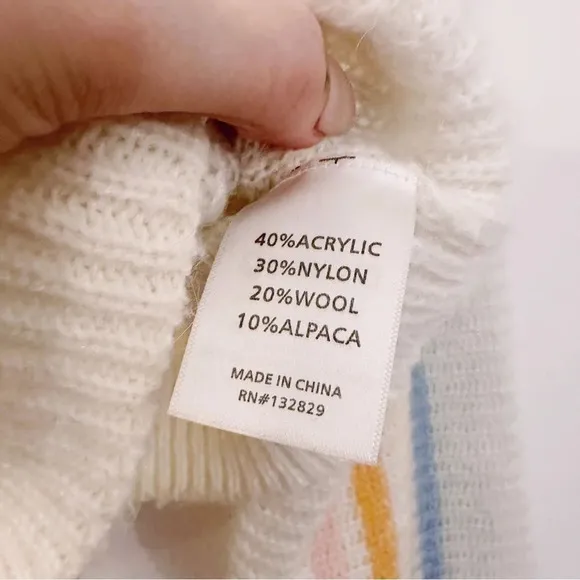 40%ACRYLIC
30%NYLON
20%WOOL
10%ALPACA
MADE IN CHINA
RN#132829